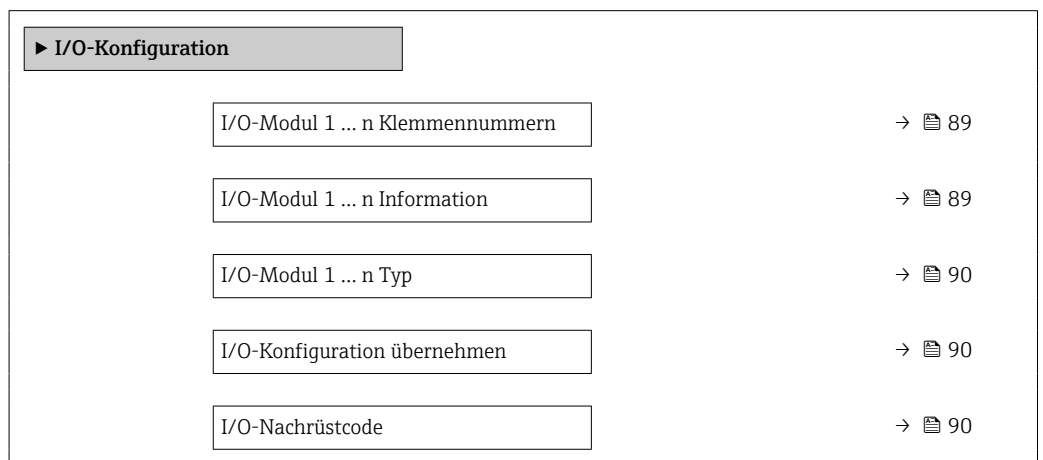 ▶ I/O-Konfiguration
I/O-Modul 1 … n Klemmennummern → 89
I/O-Modul 1 … n Information → 89
I/O-Modul 1 … n Typ → 90
I/O-Konfiguration übernehmen → 90
I/O-Nachrüstcode → 90